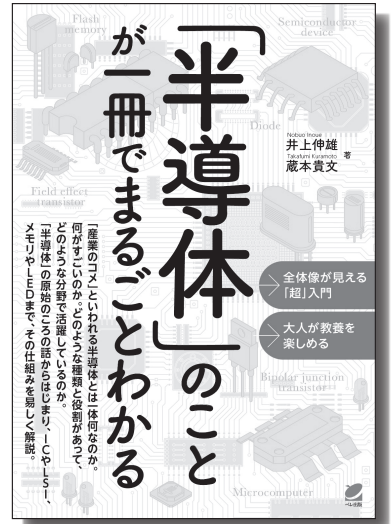 「半導体」のこと
が一冊でまるごとわかる
Flash
memory
Semiconductor
device
Diode
Nobuo Inoue
井上伸雄
Takafumi Kuramoto
蔵本貴文
著
Field effect
transistor
全体像が見える
「超」入門
大人が教養を
楽しめる
「産業のコメ」といわれる半導体とは一体何なのか。
何がすごいのか。どのような種類と役割があって、
どのような分野で活躍しているのか。
「半導体」の原始のころの話からはじまり、ICやLSI、
メモリやLEDまで、その仕組みを易しく解説。
Bipolar junction
transistor
Microcomputer
ベレ出版